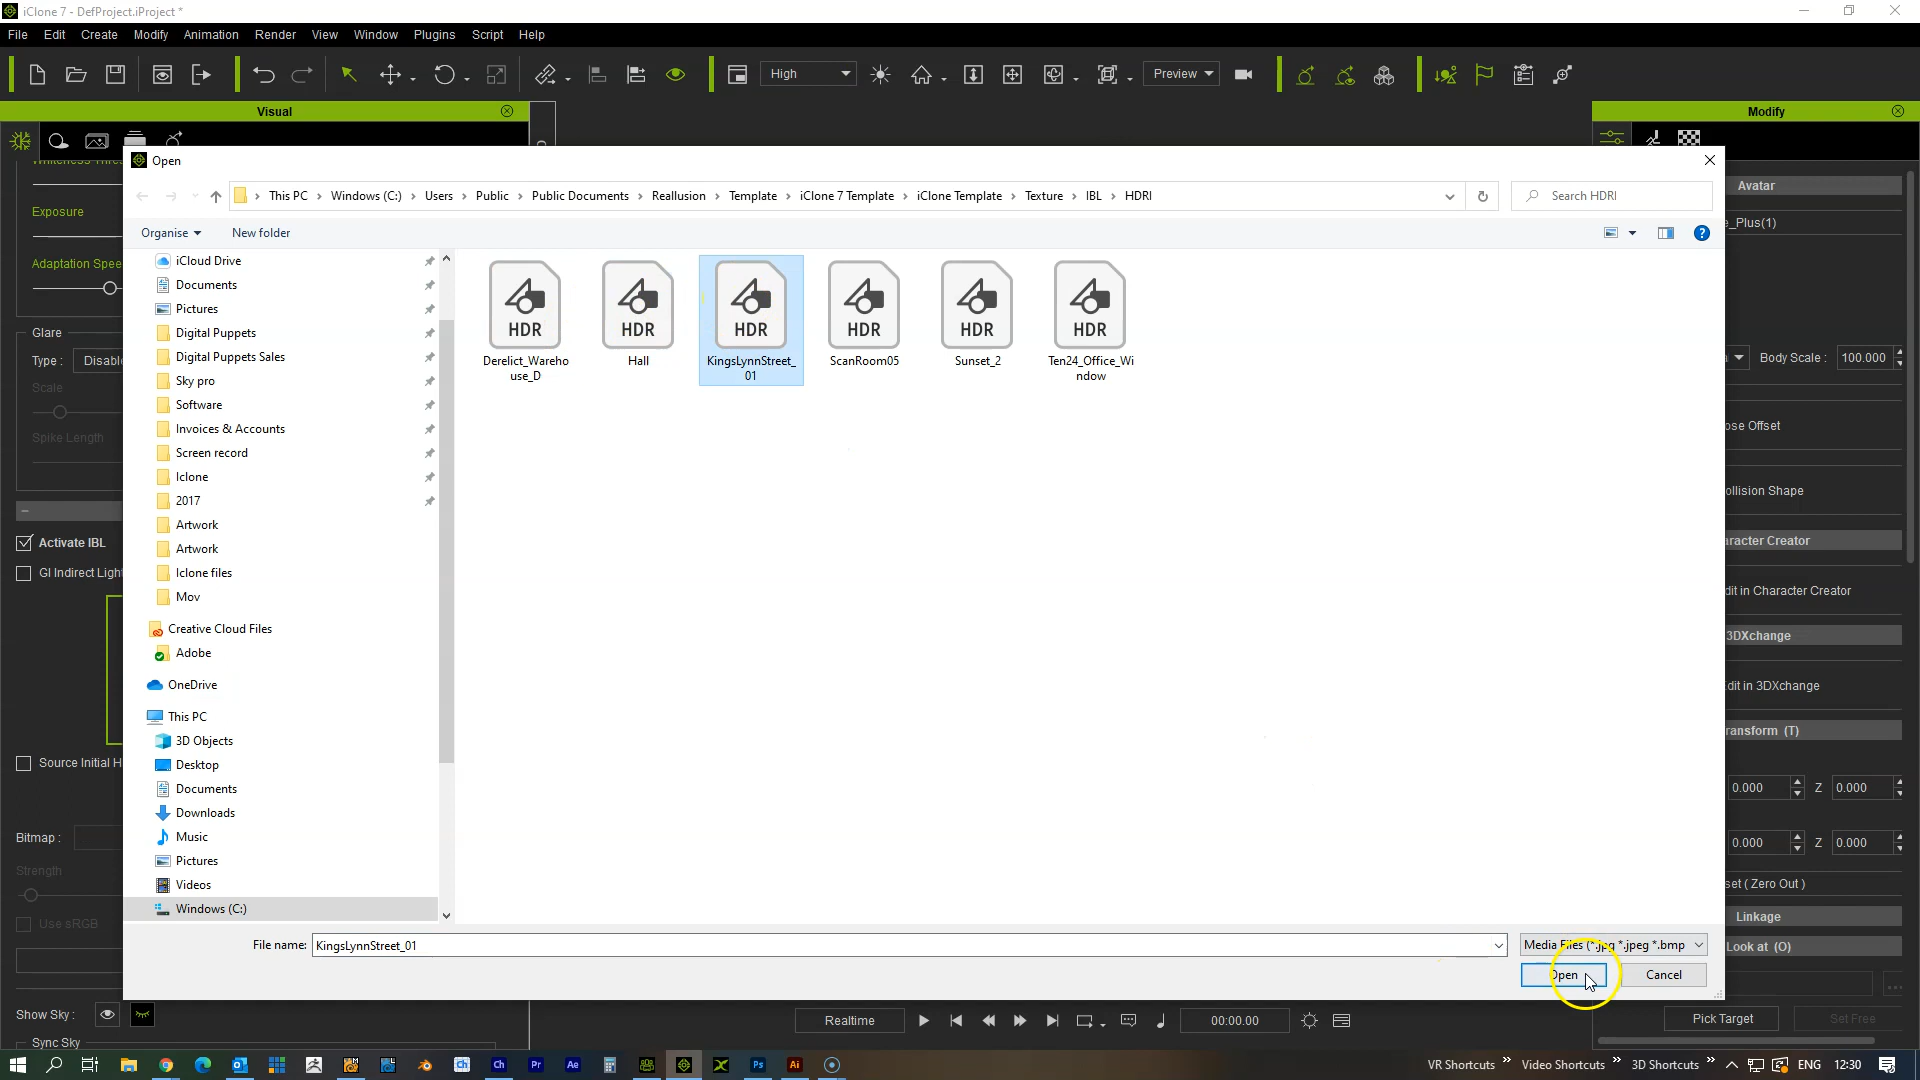 iClone 7 - DefProject.iProject *
File Edit Create Modify Animation Render View Window Plugins Script Help
High Preview
Visual Modify
Open
This PC Windows (C:) Users Public Public Documents Reallusion Template iClone 7 Template iClone Template Texture IBL HDRI
Search HDRI
Organise New folder
Exposure
Adaptation Spee
Glare
Type : Disabl
Scale
Spike Length
Activate IBL
GI Indirect Light
Source Initial H
Bitmap :
Strength
Use sRGB
Show Sky :
Sync Sky
iCloud Drive
Documents
Pictures
Digital Puppets
Digital Puppets Sales
Sky pro
Software
Invoices & Accounts
Screen record
Iclone
2017
Artwork
Artwork
Iclone files
Mov
Creative Cloud Files
Adobe
OneDrive
This PC
3D Objects
Desktop
Documents
Downloads
Music
Pictures
Videos
Windows (C:)
HDR HDR HDR HDR HDR HDR
Derelict_Wareho
use_D
Hall
KingsLynnStreet_
01
ScanRoom05
Sunset_2
Ten24_Office_Wi
ndow
File name: KingsLynnStreet_01
Media Files (*.jpg *.jpeg *.bmp
Open Cancel
Avatar
e_Plus(1)
Body Scale : 100.000
ose Offset
ollision Shape
aracter Creator
dit in Character Creator
3DXchange
Edit in 3DXchange
ransform (T)
0.000 Z 0.000
0.000 Z 0.000
set ( Zero Out )
Linkage
Look at (O)
Pick Target Set Free
Realtime 00:00.00
VR Shortcuts Video Shortcuts 3D Shortcuts ENG 12:30